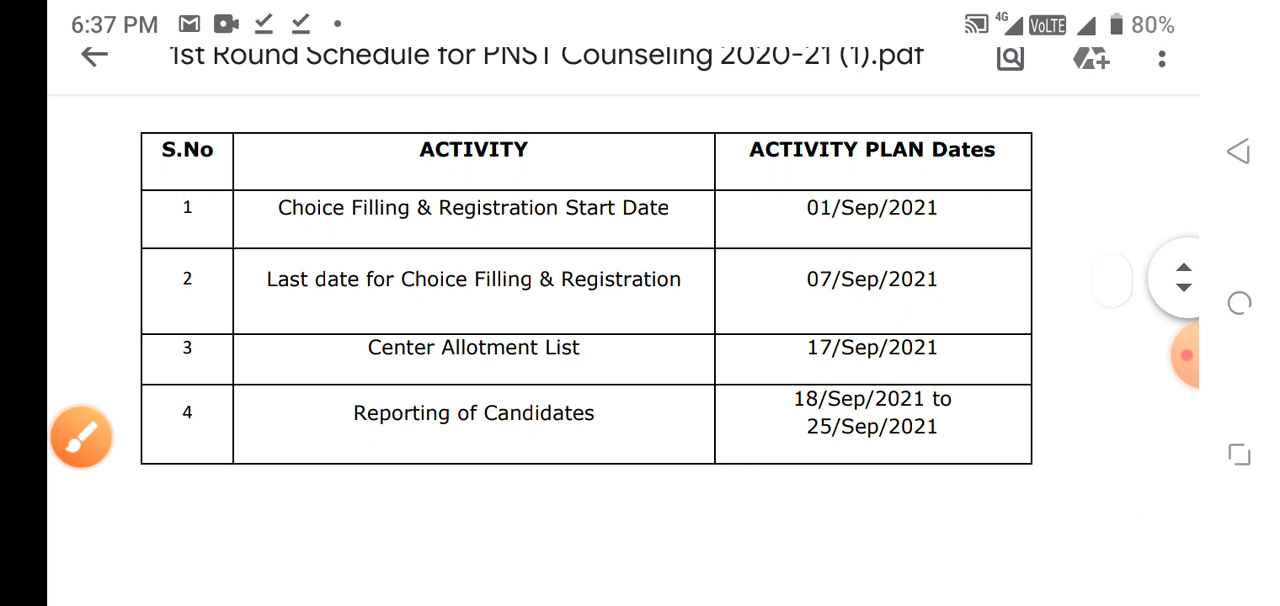 6:37 PM
4G VoLTE 80%
1st Round Schedule for PNST Counseling 2020-21 (1).pdf
S.No ACTIVITY ACTIVITY PLAN Dates
1 Choice Filling & Registration Start Date 01/Sep/2021
2 Last date for Choice Filling & Registration 07/Sep/2021
3 Center Allotment List 17/Sep/2021
4 Reporting of Candidates 18/Sep/2021 to
25/Sep/2021